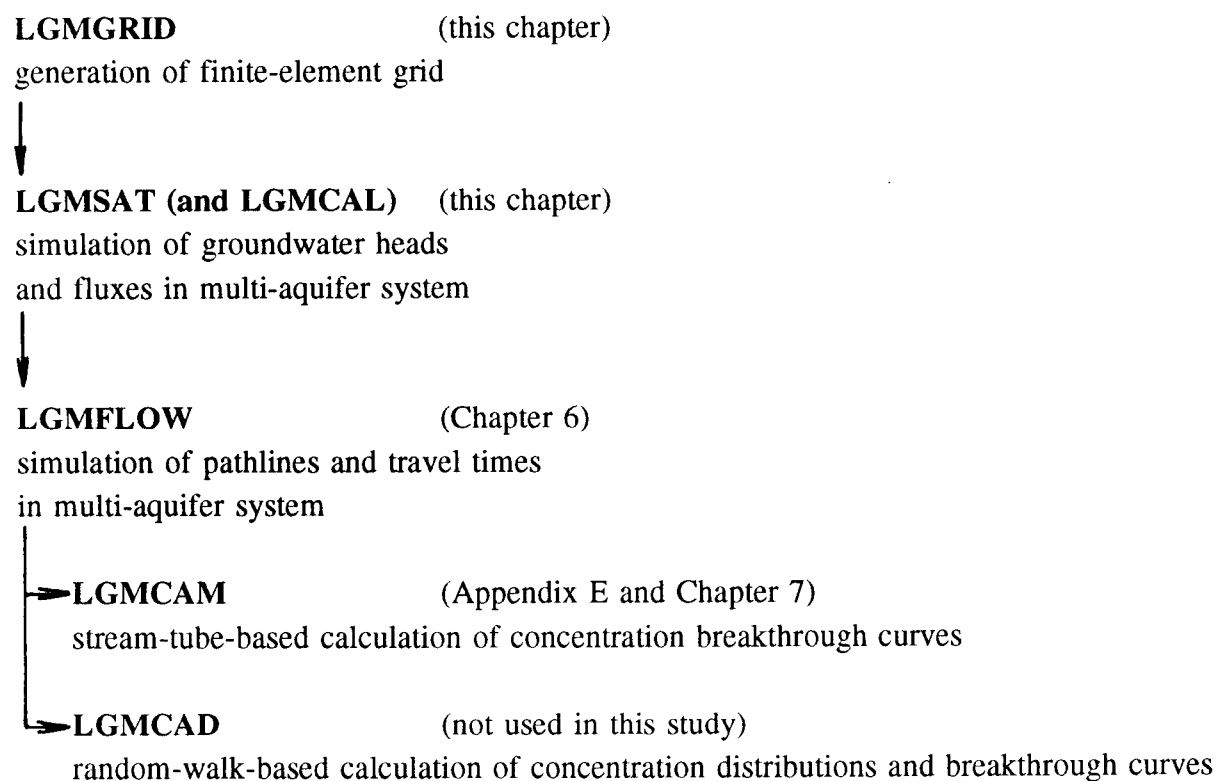 LGMGRID (this chapter)
generation of finite-element grid
LGMSAT (and LGMCAL) (this chapter)
simulation of groundwater heads
and fluxes in multi-aquifer system
LGMFLOW (Chapter 6)
simulation of pathlines and travel times
in multi-aquifer system
LGMCAM (Appendix E and Chapter 7)
stream-tube-based calculation of concentration breakthrough curves
LGMCAD (not used in this study)
random-walk-based calculation of concentration distributions and breakthrough curves